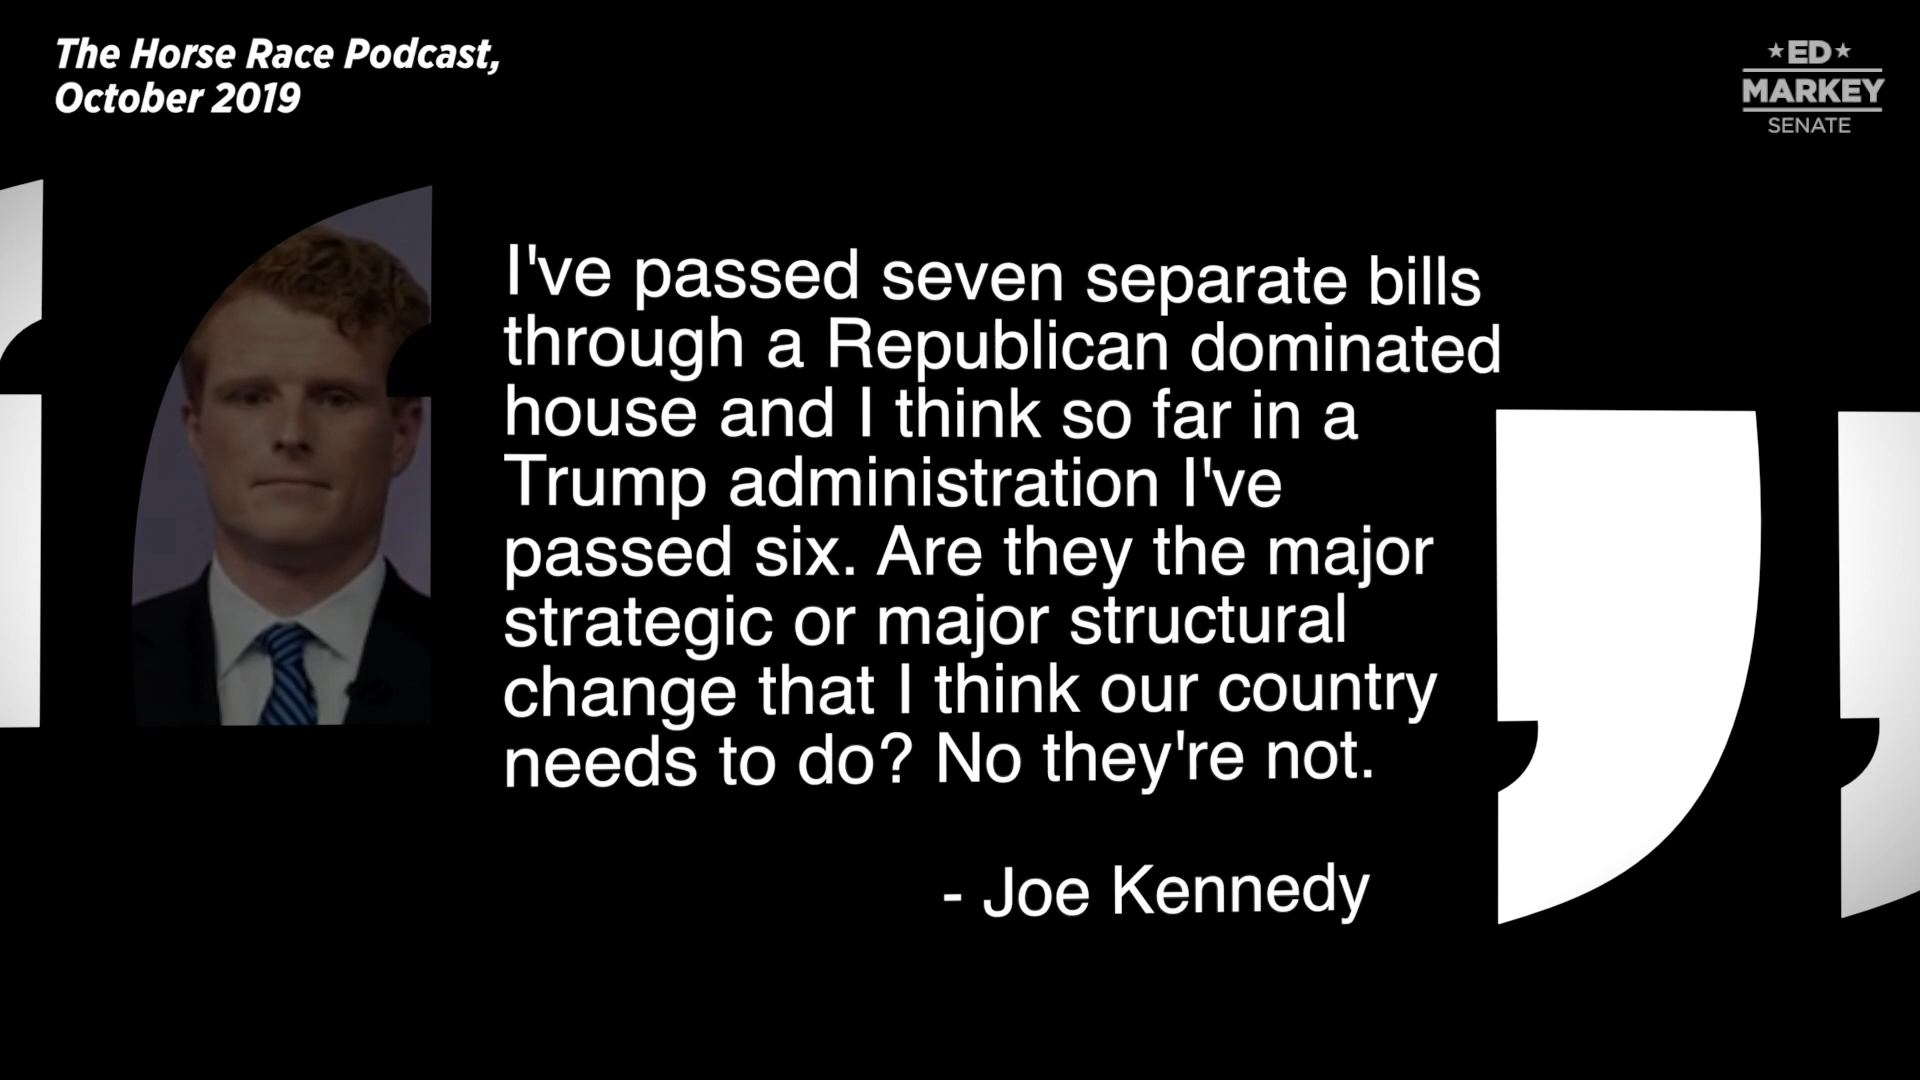 The Horse Race Podcast,
October 2019
★ED★
MARKEY
SENATE
I've passed seven separate bills
through a Republican dominated
house and I think so far in a
Trump administration I've
passed six. Are they the major
strategic or major structural
change that I think our country
needs to do? No they're not.
- Joe Kennedy